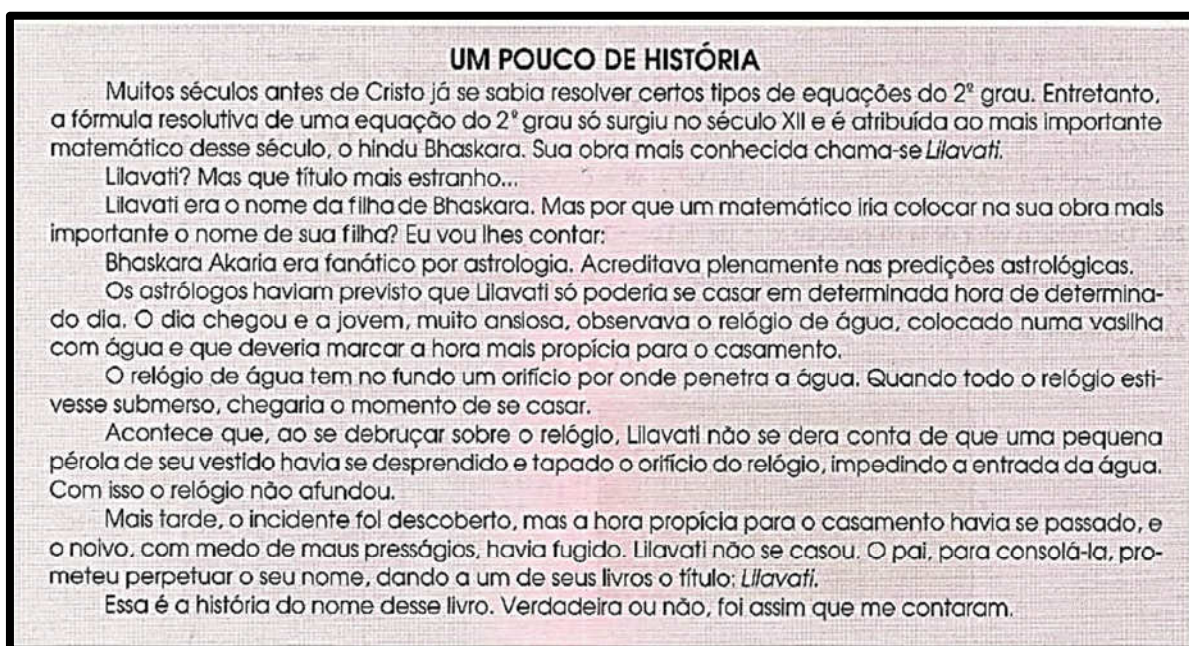 UM POUCO DE HISTÓRIA
Muitos séculos antes de Cristo já se sabia resolver certos tipos de equações do 2º grau. Entretanto,
a fórmula resolutiva de uma equação do 2º grau só surgiu no século XII e é atribuída ao mais importante
matemático desse século, o hindu Bhaskara. Sua obra mais conhecida chama-se Lilavati.
Lilavati? Mas que título mais estranho...
Lilavati era o nome da filha de Bhaskara. Mas por que um matemático iria colocar na sua obra mais
importante o nome de sua filha? Eu vou lhes contar:
Bhaskara Akaria era fanático por astrologia. Acreditava plenamente nas predições astrológicas.
Os astrólogos haviam previsto que Lilavati só poderia se casar em determinada hora de determina-
do dia. O dia chegou e a jovem, muito ansiosa, observava o relógio de água, colocado numa vasilha
com água e que deveria marcar a hora mais propícia para o casamento.
O relógio de água tem no fundo um orifício por onde penetra a água. Quando todo o relógio esti-
vesse submerso, chegaria o momento de se casar.
Acontece que, ao se debruçar sobre o relógio, Lilavati não se dera conta de que uma pequena
pérola de seu vestido havia se desprendido e tapado o orifício do relógio, impedindo a entrada da água.
Com isso o relógio não afundou.
Mais tarde, o incidente foi descoberto, mas a hora propícia para o casamento havia se passado, e
o noivo, com medo de maus presságios, havia fugido. Lilavati não se casou. O pai, para consolá-la, pro-
meteu perpetuar o seu nome, dando a um de seus livros o título: Lilavati.
Essa é a história do nome desse livro. Verdadeira ou não, foi assim que me contaram.